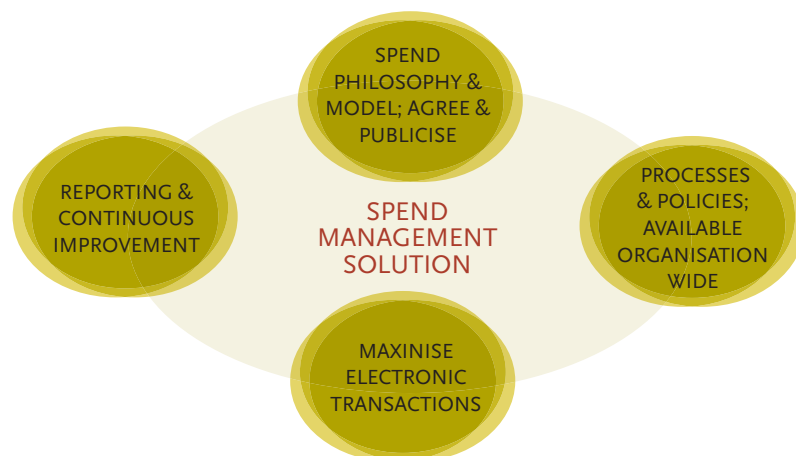 SPEND
PHILOSOPHY &
MODEL; AGREE &
PUBLICISE
REPORTING &
CONTINUOUS
IMPROVEMENT
SPEND
MANAGEMENT
SOLUTION
PROCESSES
& POLICIES;
AVAILABLE
ORGANISATION
WIDE
MAXINISE
ELECTRONIC
TRANSACTIONS